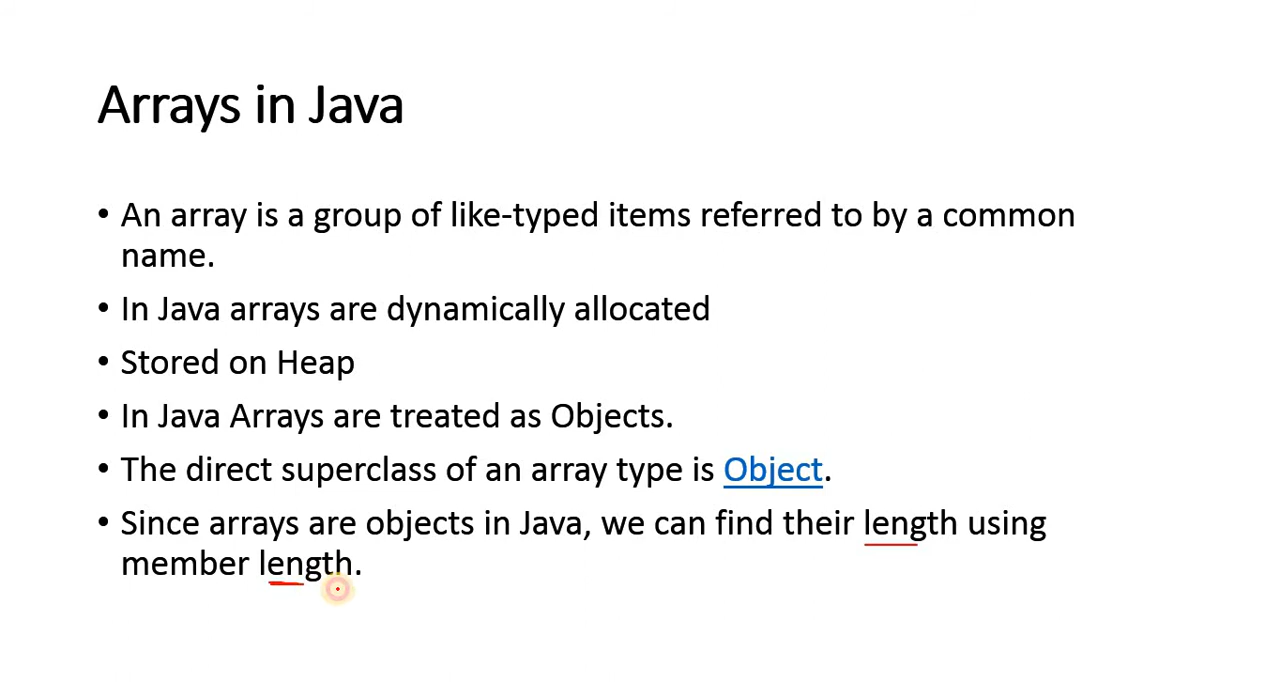 Arrays in Java
• An array is a group of like-typed items referred to by a common
name.
• In Java arrays are dynamically allocated
• Stored on Heap
• In Java Arrays are treated as Objects.
• The direct superclass of an array type is Object.
• Since arrays are objects in Java, we can find their length using
member length.